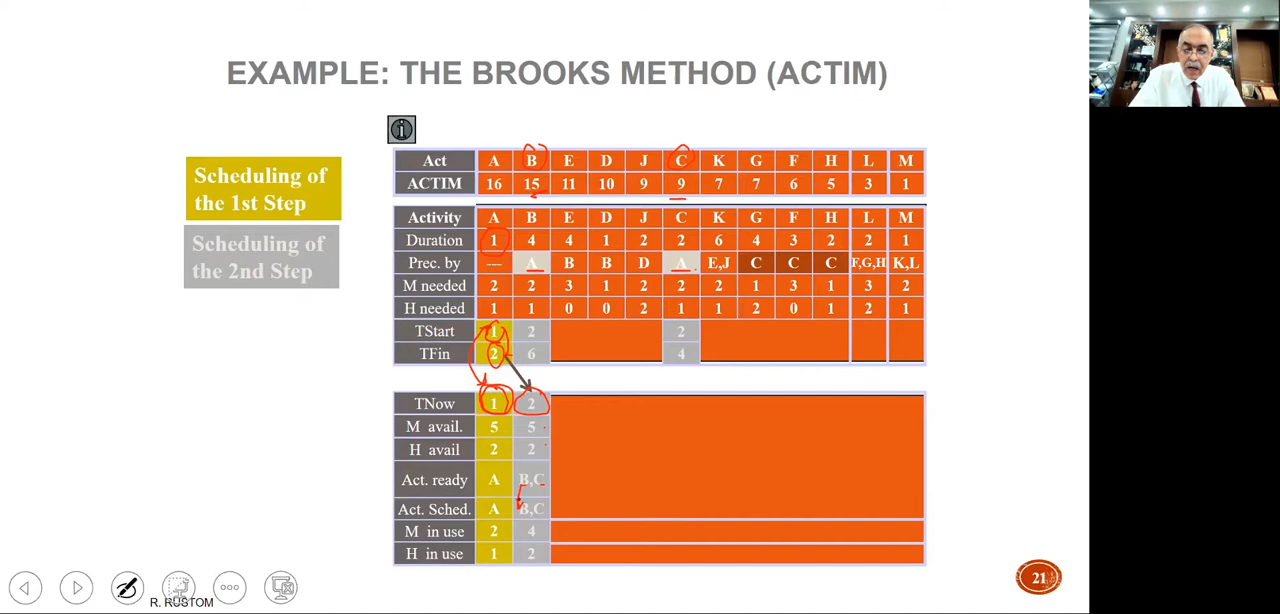 EXAMPLE: THE BROOKS METHOD (ACTIM)
Scheduling of
the 1st Step
Scheduling of
the 2nd Step
Act A B E D J C K G F H L M
ACTIM 16 15 11 10 9 9 7 7 6 5 3 1
Activity A B E D J C K G F H L M
Duration 1 4 4 1 2 2 6 4 3 2 2 1
Prec. by --- A B B D A E,J C C C F,G,H K,L
M needed 2 2 3 1 2 2 2 1 3 1 3 2
H needed 1 1 0 0 2 1 1 2 0 1 2 1
TStart 1 2 2
TFin 2 6 4
TNow 1 2
M avail. 5 5
H avail 2 2
Act. ready A B,C
Act. Sched. A B,C
M in use 2 4
H in use 1 2
21
R. RUSTOM